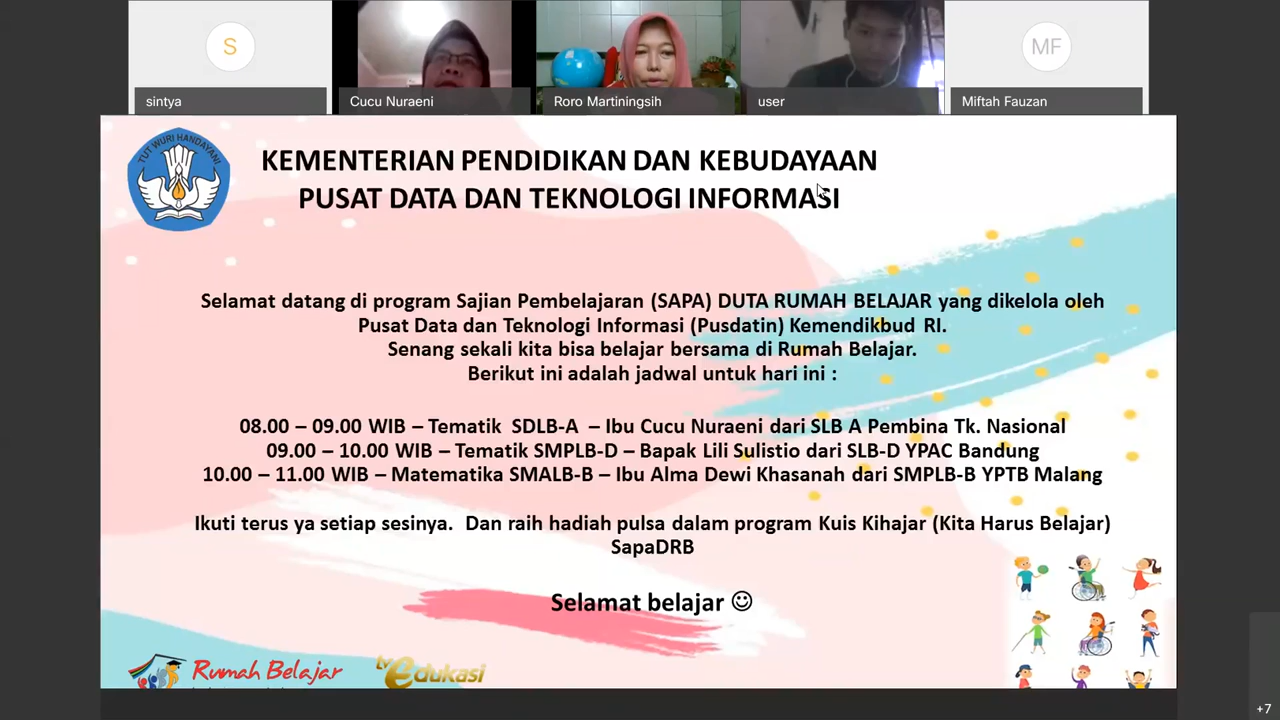 S
MF
sintya
Cucu Nuraeni
Roro Martiningsih
user
Miftah Fauzan
TUT WURI HANDAYANI
KEMENTERIAN PENDIDIKAN DAN KEBUDAYAAN
PUSAT DATA DAN TEKNOLOGI INFORMASI
Selamat datang di program Sajian Pembelajaran (SAPA) DUTA RUMAH BELAJAR yang dikelola oleh
Pusat Data dan Teknologi Informasi (Pusdatin) Kemendikbud RI.
Senang sekali kita bisa belajar bersama di Rumah Belajar.
Berikut ini adalah jadwal untuk hari ini :
08.00 – 09.00 WIB – Tematik SDLB-A – Ibu Cucu Nuraeni dari SLB A Pembina Tk. Nasional
09.00 – 10.00 WIB – Tematik SMPLB-D – Bapak Lili Sulistio dari SLB-D YPAC Bandung
10.00 – 11.00 WIB – Matematika SMALB-B – Ibu Alma Dewi Khasanah dari SMPLB-B YPTB Malang
Ikuti terus ya setiap sesinya. Dan raih hadiah pulsa dalam program Kuis Kihajar (Kita Harus Belajar)
SapaDRB
Selamat belajar ☺
Rumah Belajar
tv edukasi
+7